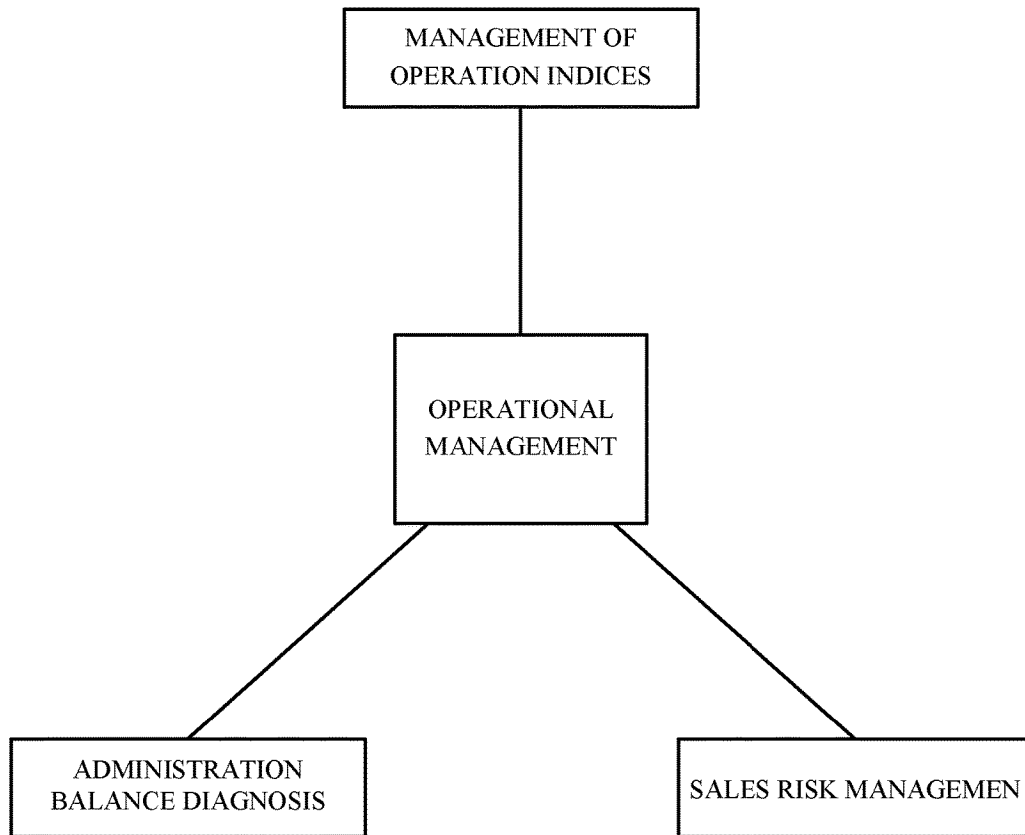 MANAGEMENT OF
OPERATION INDICES
OPERATIONAL
MANAGEMENT
ADMINISTRATION
BALANCE DIAGNOSIS
SALES RISK MANAGEMEN